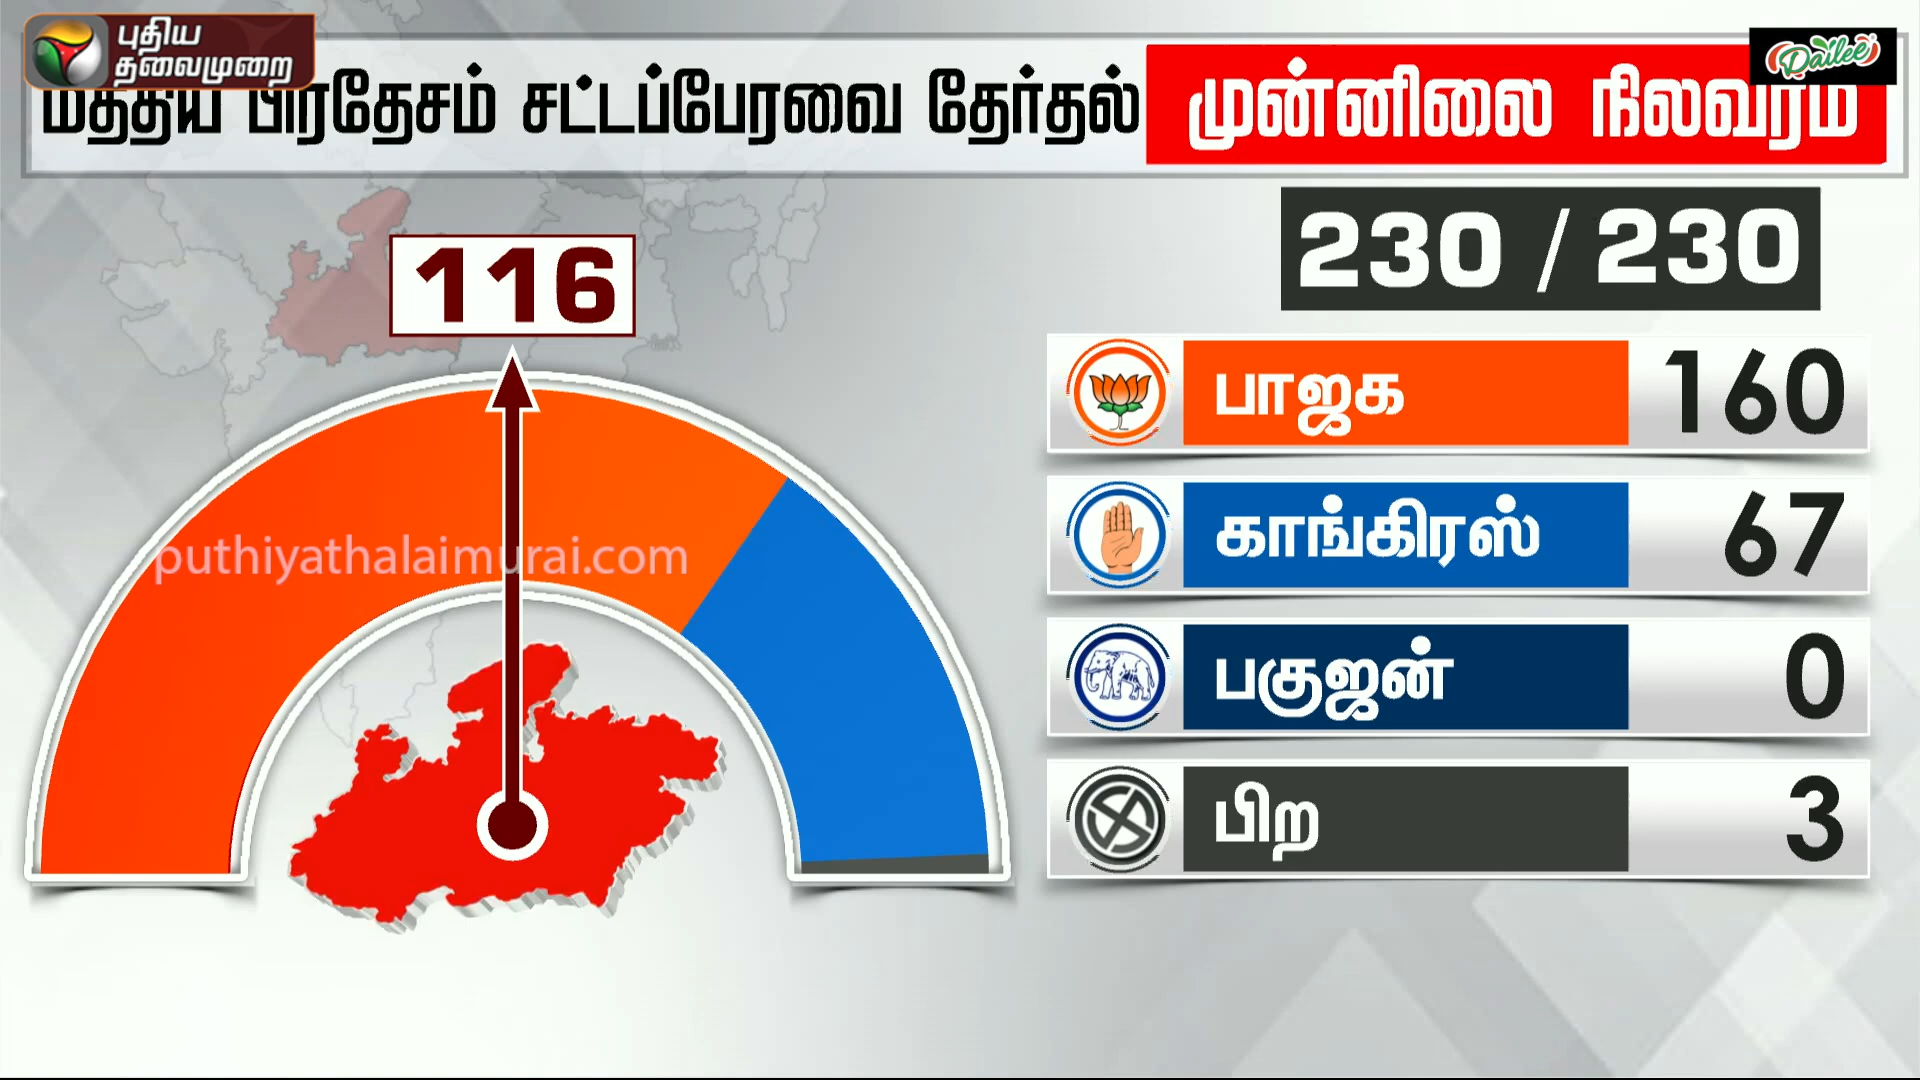 புதிய
தலைமுறை
Dailee
மத்திய பிரதேசம் சட்டப்பேரவை தேர்தல் முன்னிலை நிலவரம்
230 / 230
116
பாஜக 160
காங்கிரஸ் 67
பகுஜன் 0
பிற 3
puthiyathalaimurai.com